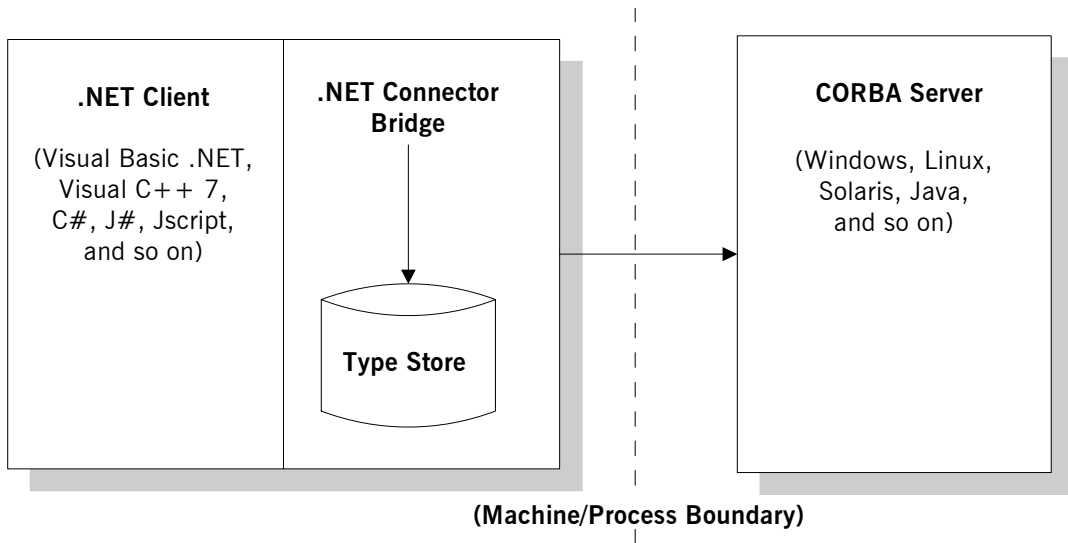 .NET Client
(Visual Basic .NET,
Visual C++ 7,
C#, J#, Jscript,
and so on)
.NET Connector
Bridge
Type Store
CORBA Server
(Windows, Linux,
Solaris, Java,
and so on)
(Machine/Process Boundary)